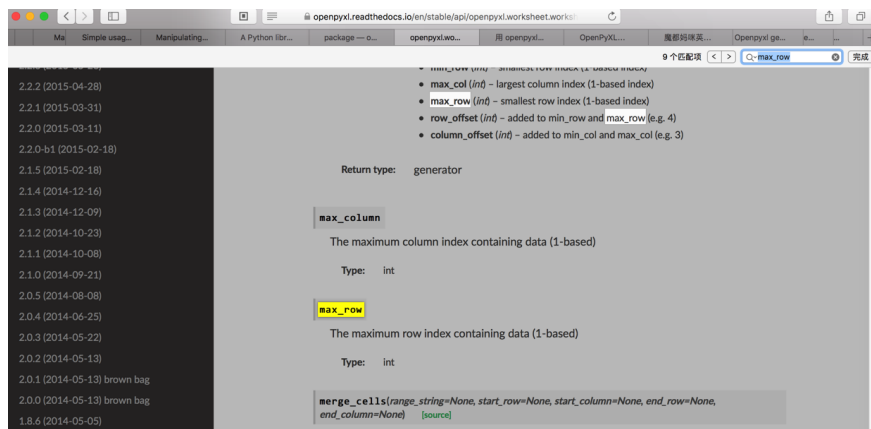 openpyxl.readthedocs.io/en/stable/api/openpyxl.worksheet.works
Ma
Simple usag...
Manipulating...
A Python libr...
package — o...
openpyxl.wo...
用 openpyxl...
OpenPyXL...
魔都妈咪英...
Openpyxl ge...
e...
9 个匹配项
max_row
完成
2.2.2 (2015-04-28)
2.2.1 (2015-03-31)
2.2.0 (2015-03-11)
2.2.0-b1 (2015-02-18)
2.1.5 (2015-02-18)
2.1.4 (2014-12-16)
2.1.3 (2014-12-09)
2.1.2 (2014-10-23)
2.1.1 (2014-10-08)
2.1.0 (2014-09-21)
2.0.5 (2014-08-08)
2.0.4 (2014-06-25)
2.0.3 (2014-05-22)
2.0.2 (2014-05-13)
2.0.1 (2014-05-13) brown bag
2.0.0 (2014-05-13) brown bag
1.8.6 (2014-05-05)
min_row (int) – smallest row index (1-based index)
max_col (int) – largest column index (1-based index)
max_row (int) – smallest row index (1-based index)
row_offset (int) – added to min_row and max_row (e.g. 4)
column_offset (int) – added to min_col and max_col (e.g. 3)
Return type: generator
max_column
The maximum column index containing data (1-based)
Type: int
max_row
The maximum row index containing data (1-based)
Type: int
merge_cells(range_string=None, start_row=None, start_column=None, end_row=None,
end_column=None) [source]